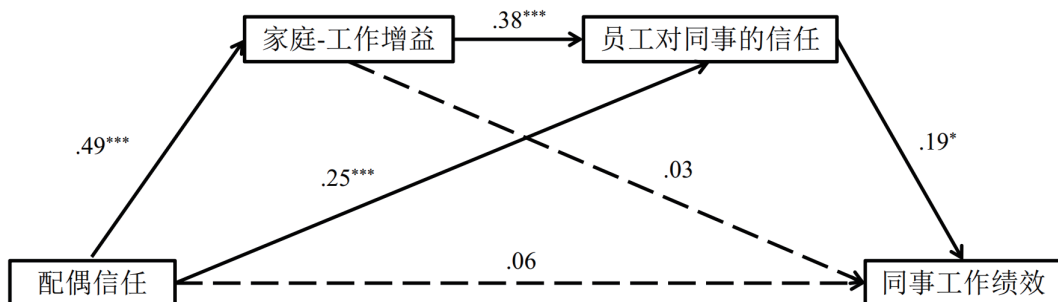 .38***
家庭-工作增益
员工对同事的信任
.49***
.19*
.03
.25***
.06
配偶信任
同事工作绩效